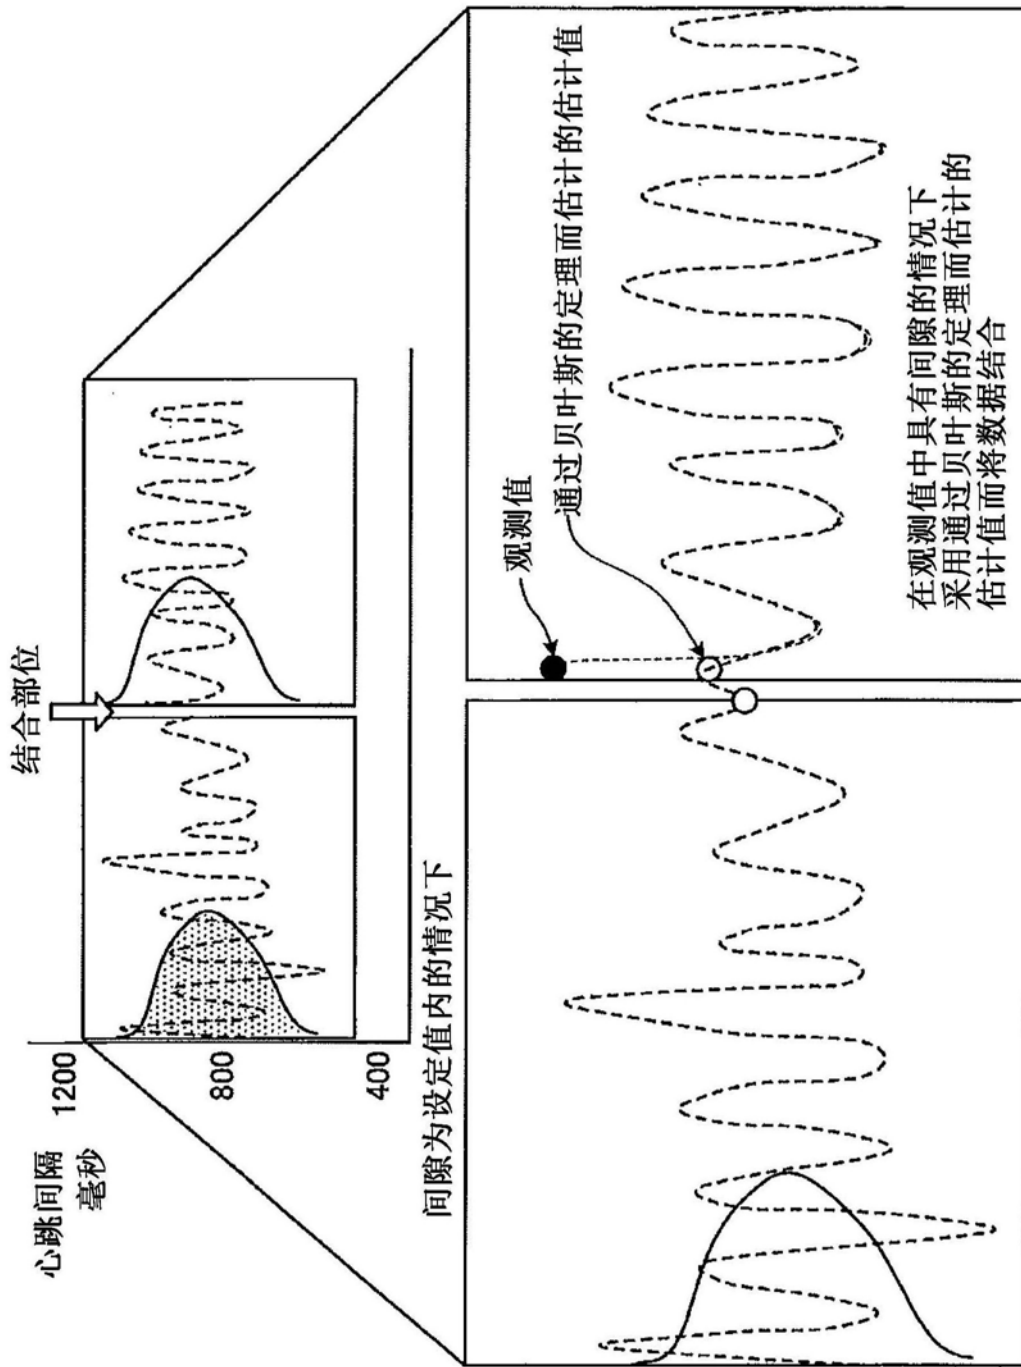 心跳间隔
毫秒
1200
800
400
结合部位
间隙为设定值内的情况下
观测值
通过贝叶斯的定理而估计的估计值
在观测值中具有间隙的情况下
采用通过贝叶斯的定理而估计的
估计值而将数据结合